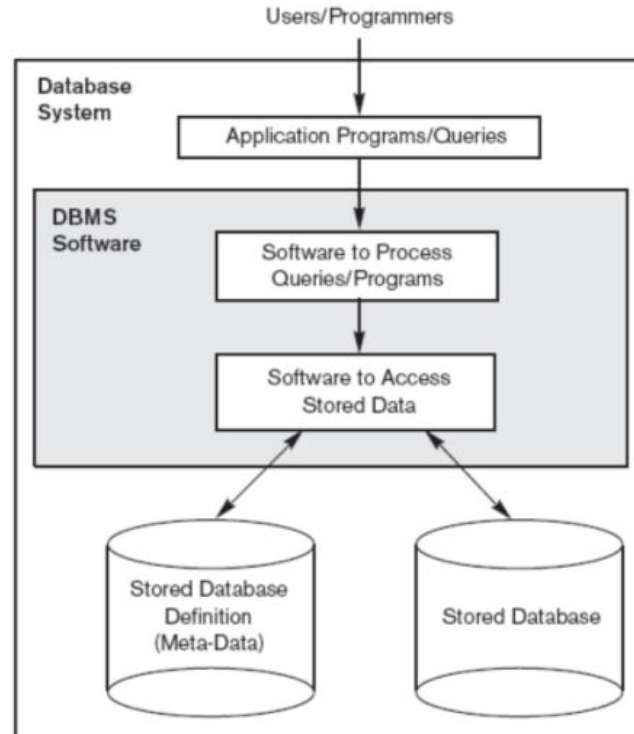 Users/Programmers
Database
System
Application Programs/Queries
DBMS
Software
Software to Process
Queries/Programs
Software to Access
Stored Data
Stored Database
Definition
(Meta-Data)
Stored Database